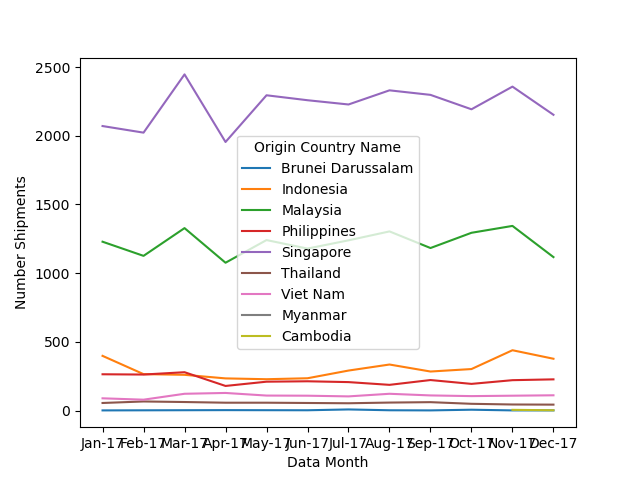 2500
2000
1500
1000
500
0
Number Shipments
Origin Country Name
Brunei Darussalam
Indonesia
Malaysia
Philippines
Singapore
Thailand
Viet Nam
Myanmar
Cambodia
Jan-17 Feb-17 Mar-17 Apr-17 May-17 Jun-17 Jul-17 Aug-17 Sep-17 Oct-17 Nov-17 Dec-17
Data Month